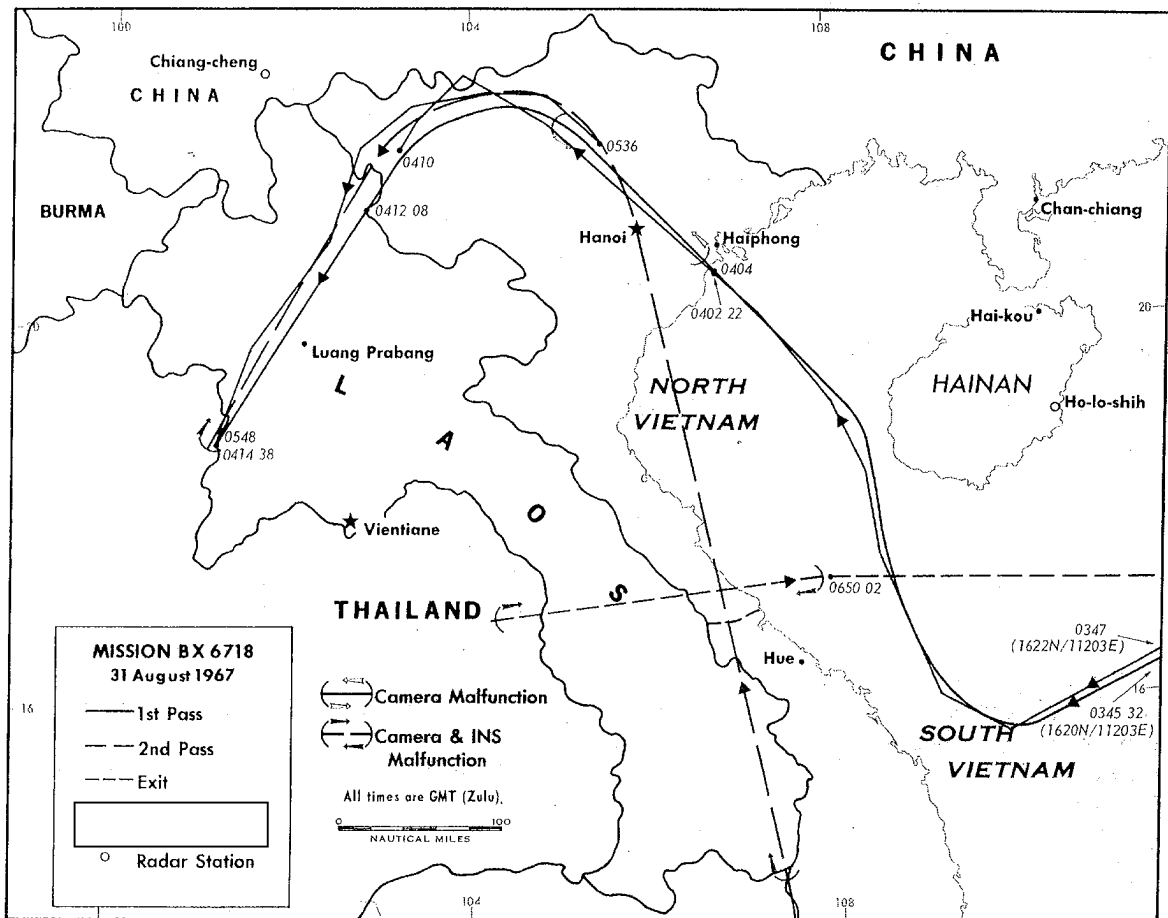 100
104
108
CHINA
Chiang-cheng
CHINA
0536
0410
BURMA
0412 08
Chan-chiang
Hanoi
Haiphong
0404
0402 22
Hai-kou
20
20
Luang Prabang
HAINAN
NORTH
VIETNAM
Ho-lo-shih
L
A
O
S
0548
0414 38
Vientiane
0650 02
THAILAND
0347
(1622N/11203E)
Hue
16
16
0345 32
(1620N/11203E)
SOUTH
VIETNAM
MISSION BX 6718
31 August 1967
1st Pass
2nd Pass
Exit
Radar Station
Camera Malfunction
Camera & INS
Malfunction
All times are GMT (Zulu).
0 100
NAUTICAL MILES
104
108